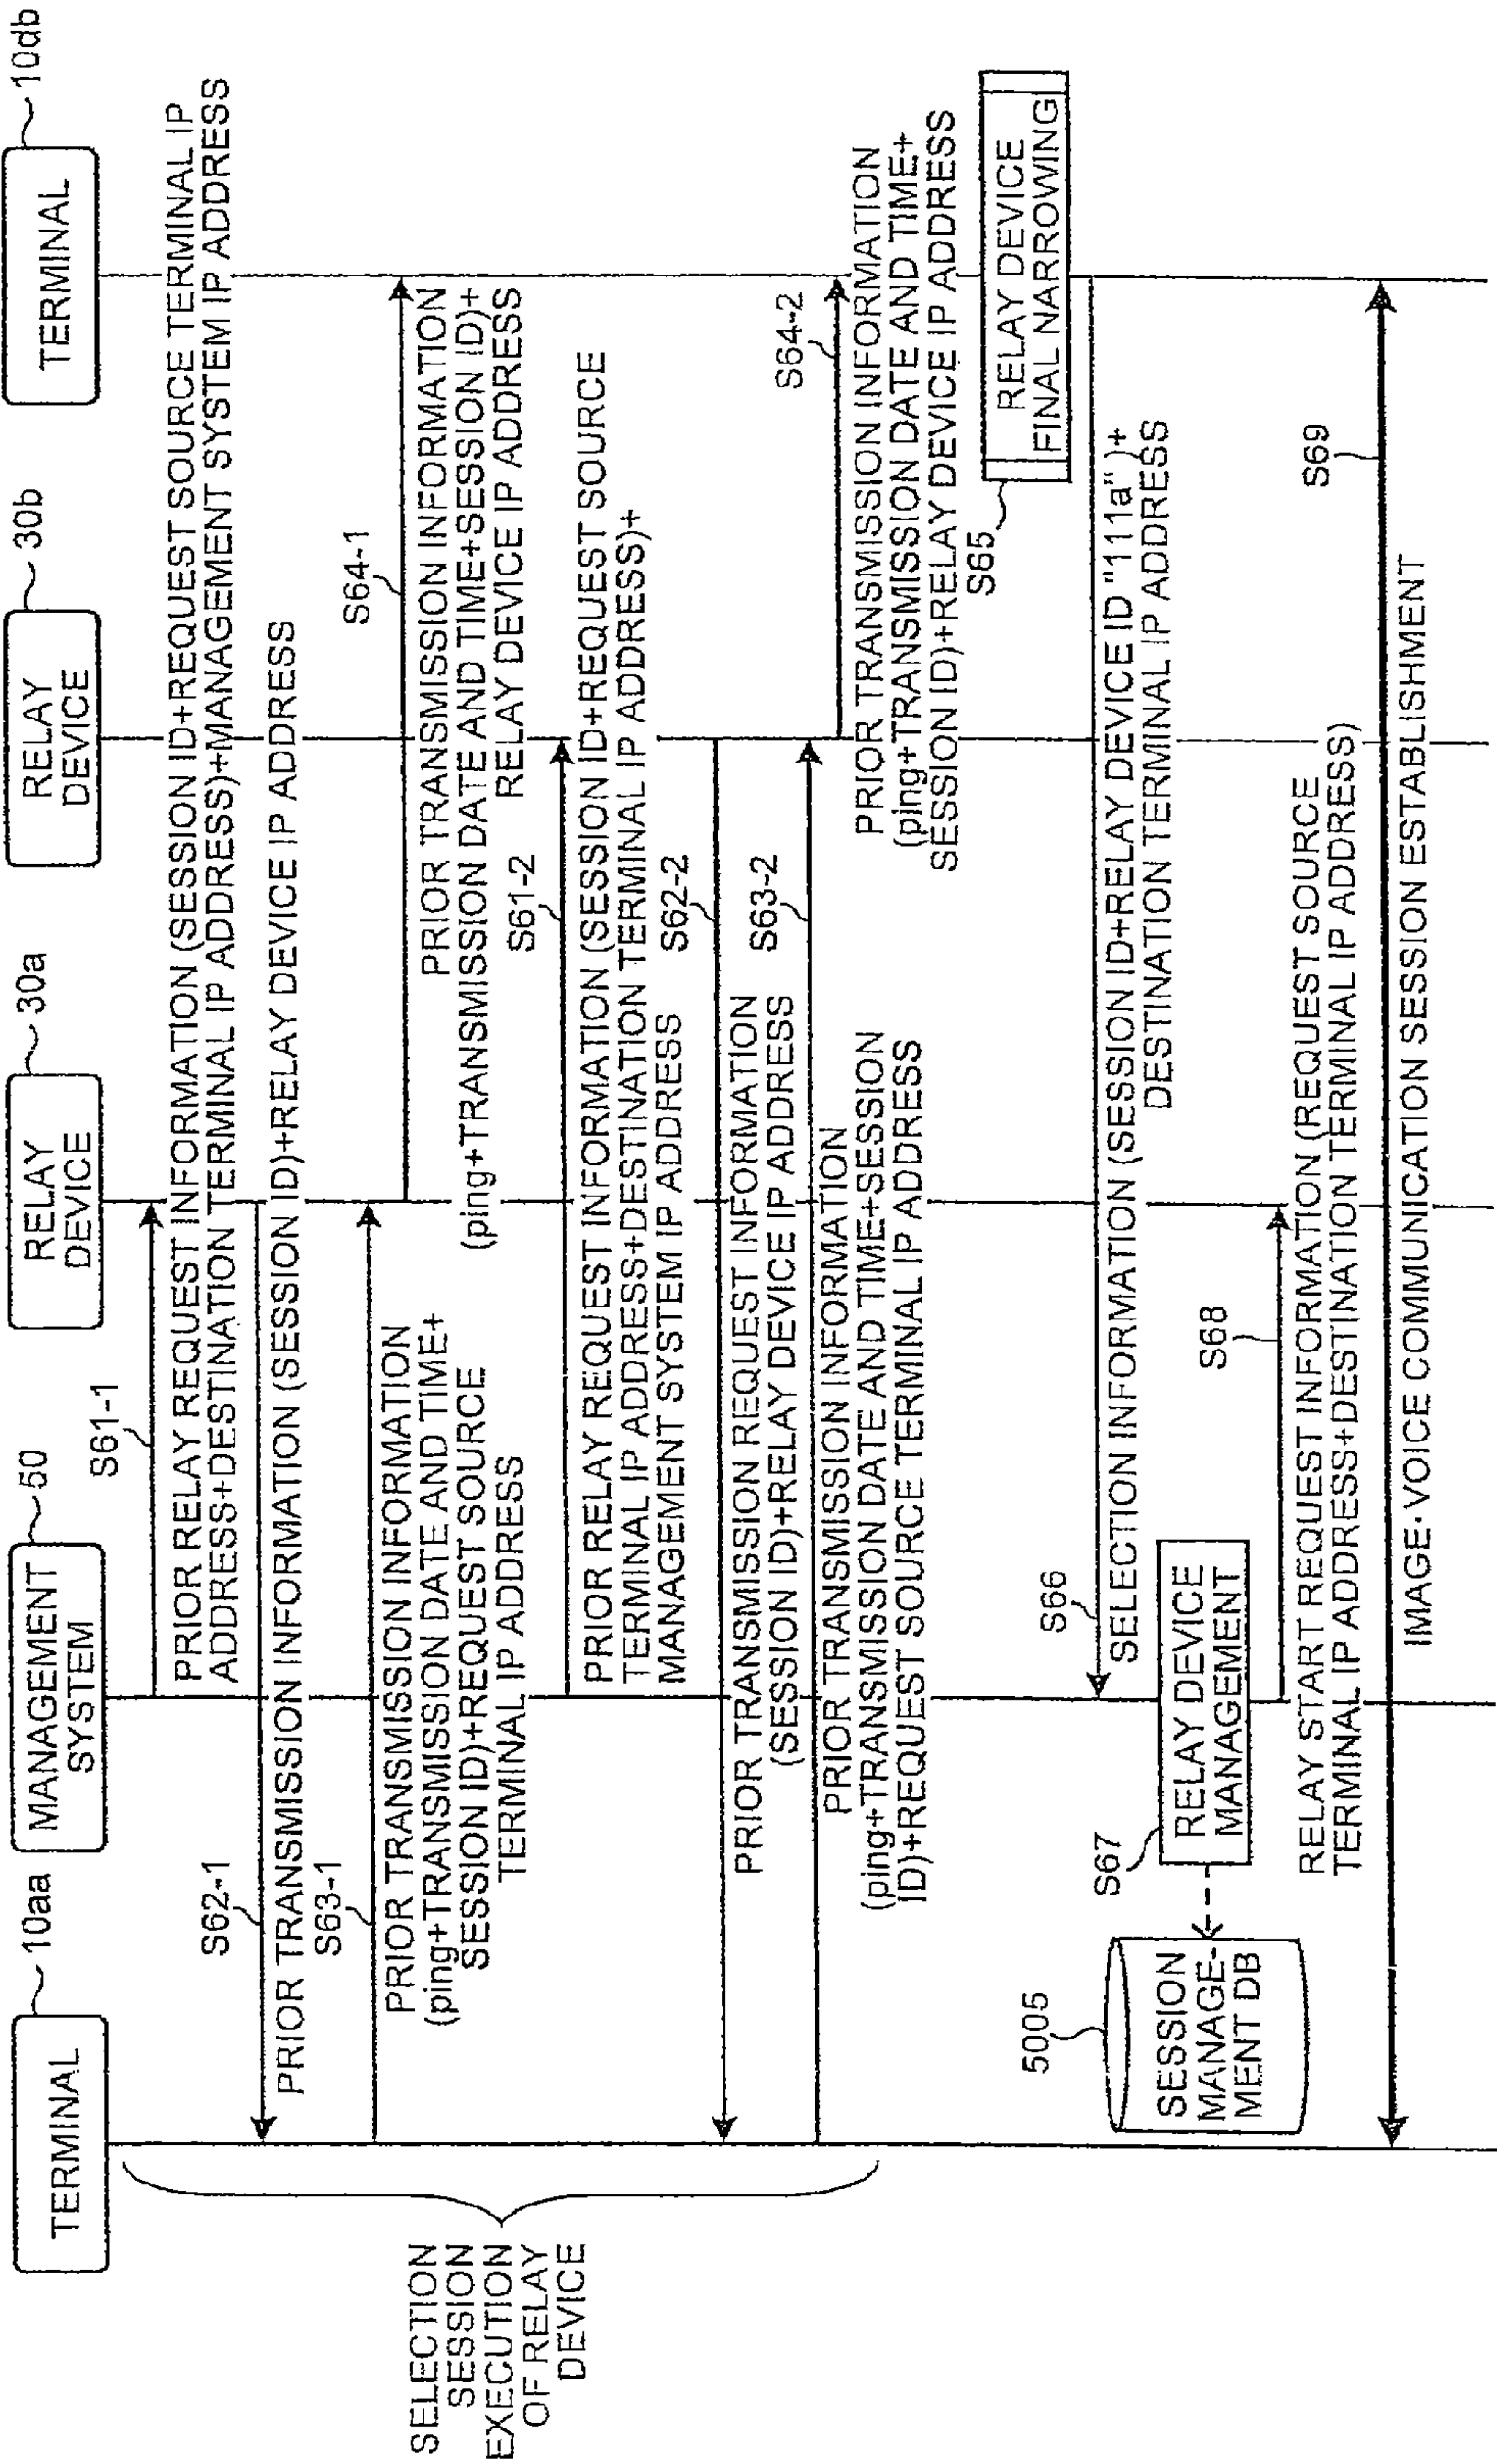 TERMINAL
10aa
MANAGEMENT
SYSTEM
50
RELAY
DEVICE
30a
RELAY
DEVICE
30b
TERMINAL
10db
SELECTION
SESSION
EXECUTION
OF RELAY
DEVICE
S61-1
PRIOR RELAY REQUEST INFORMATION (SESSION ID+REQUEST SOURCE TERMINAL IP
ADDRESS+DESTINATION TERMINAL IP ADDRESS)+MANAGEMENT SYSTEM IP ADDRESS
S62-1
PRIOR TRANSMISSION INFORMATION (SESSION ID)+RELAY DEVICE IP ADDRESS
S63-1
PRIOR TRANSMISSION INFORMATION
(ping+TRANSMISSION DATE AND TIME+
SESSION ID)+REQUEST SOURCE
TERMINAL IP ADDRESS
S64-1
PRIOR TRANSMISSION INFORMATION
(ping+TRANSMISSION DATE AND TIME+SESSION ID)+
RELAY DEVICE IP ADDRESS
S61-2
PRIOR RELAY REQUEST INFORMATION (SESSION ID+REQUEST SOURCE
TERMINAL IP ADDRESS+DESTINATION TERMINAL IP ADDRESS)+
MANAGEMENT SYSTEM IP ADDRESS
S62-2
PRIOR TRANSMISSION REQUEST INFORMATION
(SESSION ID)+RELAY DEVICE IP ADDRESS
S63-2
PRIOR TRANSMISSION INFORMATION
(ping+TRANSMISSION DATE AND TIME+SESSION
ID)+REQUEST SOURCE TERMINAL IP ADDRESS
S64-2
PRIOR TRANSMISSION INFORMATION
(ping+TRANSMISSION DATE AND TIME+
SESSION ID)+RELAY DEVICE IP ADDRESS
S65
RELAY DEVICE
FINAL NARROWING
S66
SELECTION INFORMATION (SESSION ID+RELAY DEVICE ID "111a")+
DESTINATION TERMINAL IP ADDRESS
S67
RELAY DEVICE
MANAGEMENT
5005
SESSION
MANAGE-
MENT DB
S68
RELAY START REQUEST INFORMATION (REQUEST SOURCE
TERMINAL IP ADDRESS+DESTINATION TERMINAL IP ADDRESS)
S69
IMAGE·VOICE COMMUNICATION SESSION ESTABLISHMENT